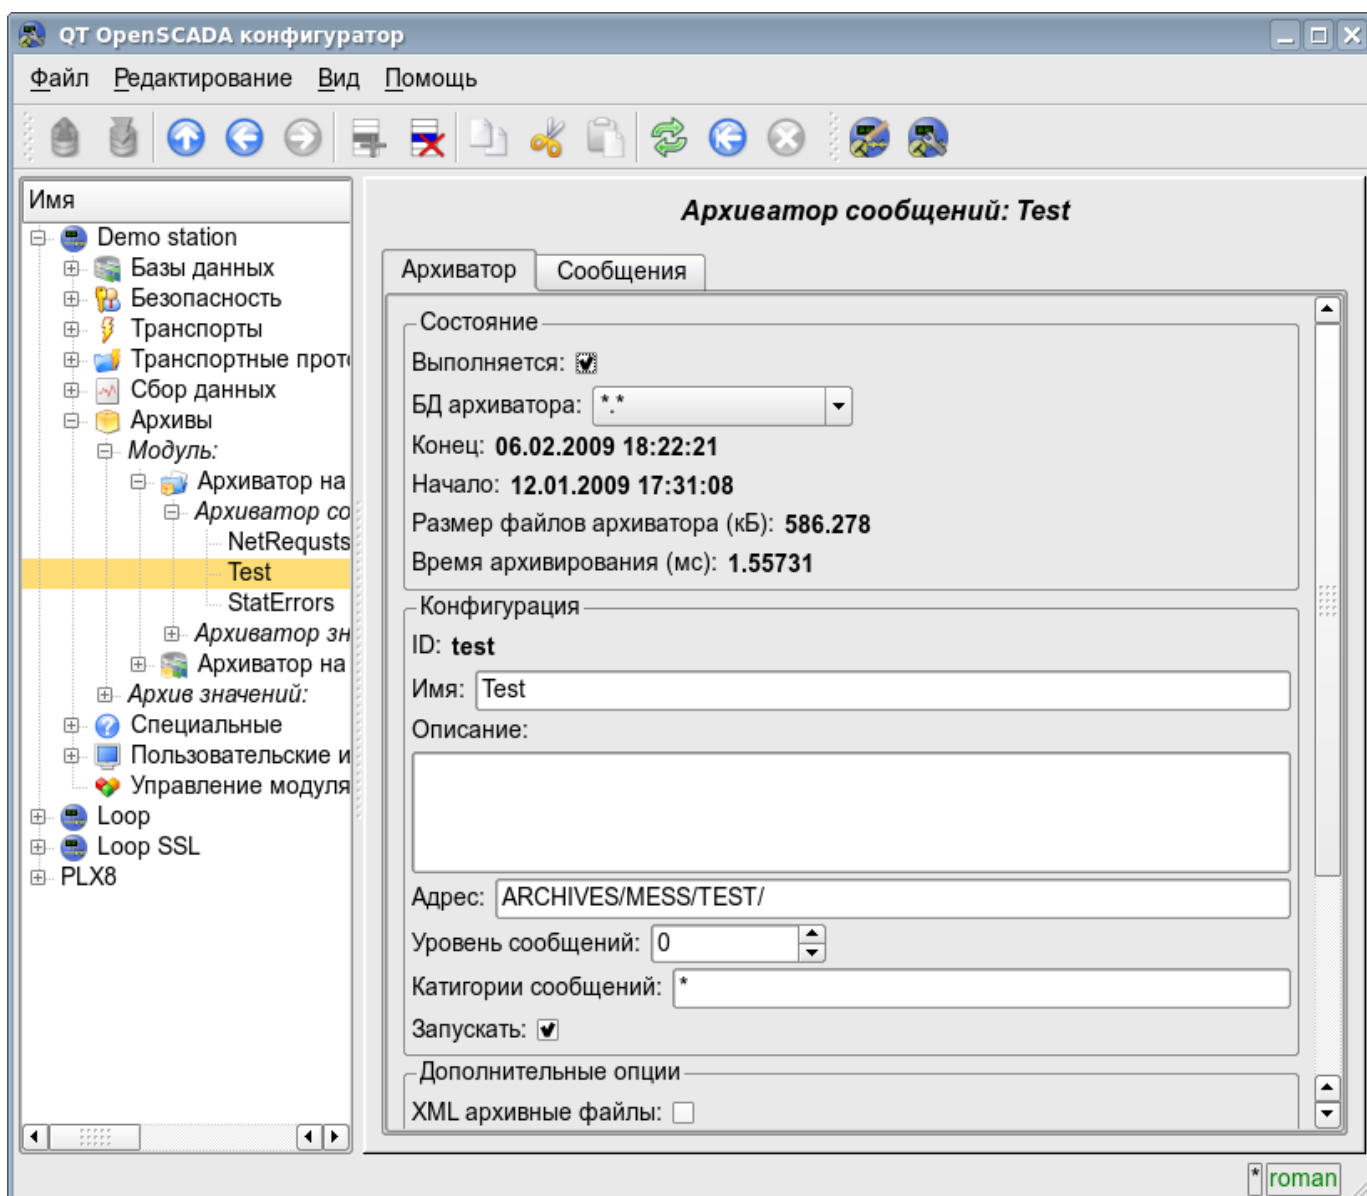 QT OpenSCADA конфигуратор
Файл Редактирование Вид Помощь
Имя
Demo station
Базы данных
Безопасность
Транспорты
Транспортные прот
Сбор данных
Архивы
Модуль:
Архиватор на
Архиватор со
NetRequsts
Test
StatErrors
Архиватор зн
Архиватор на
Архив значений:
Специальные
Пользовательские и
Управление модуля
Loop
Loop SSL
PLX8
Архиватор сообщений: Test
Архиватор Сообщения
Состояние
Выполняется:
БД архиватора: *.*
Конец: 06.02.2009 18:22:21
Начало: 12.01.2009 17:31:08
Размер файлов архиватора (кБ): 586.278
Время архивирования (мс): 1.55731
Конфигурация
ID: test
Имя: Test
Описание:
Адрес: ARCHIVES/MESS/TEST/
Уровень сообщений: 0
Катигории сообщений: *
Запускать:
Дополнительные опции
XML архивные файлы:
* roman